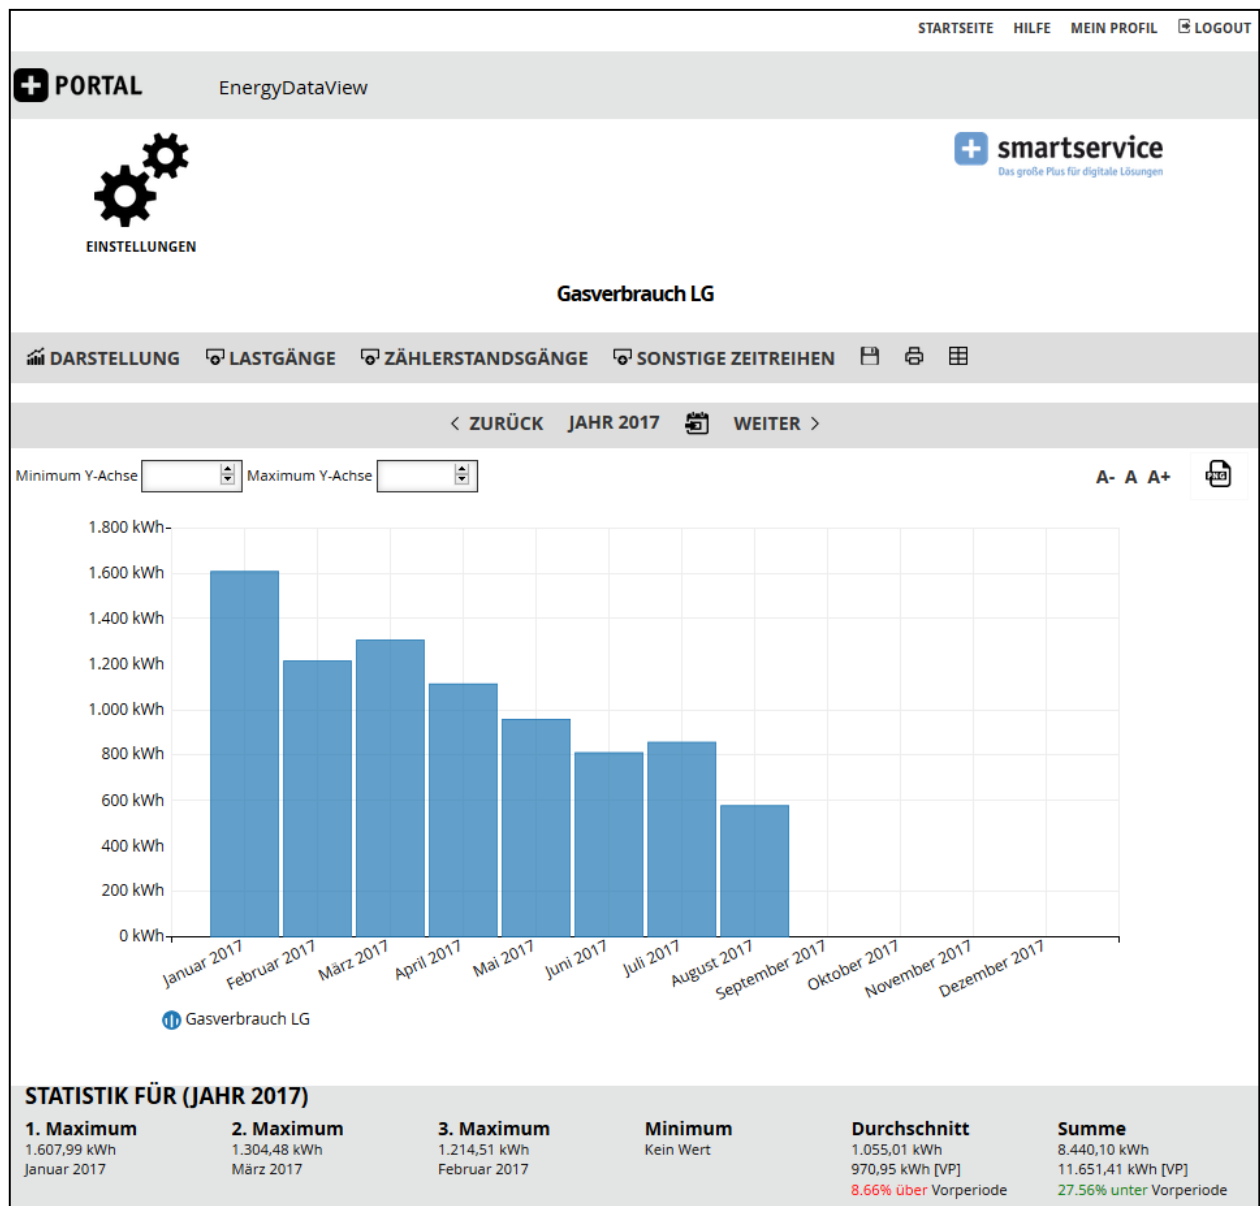 STARTSEITE HILFE MEIN PROFIL LOGOUT
PORTAL EnergyDataView
smartservice
Das große Plus für digitale Lösungen
EINSTELLUNGEN
Gasverbrauch LG
DARSTELLUNG LASTGÄNGE ZÄHLERSTANDSGÄNGE SONSTIGE ZEITREIHEN
< ZURÜCK JAHR 2017 WEITER >
Minimum Y-Achse Maximum Y-Achse A- A A+ PNG
1.800 kWh
1.600 kWh
1.400 kWh
1.200 kWh
1.000 kWh
800 kWh
600 kWh
400 kWh
200 kWh
0 kWh
Januar 2017 Februar 2017 März 2017 April 2017 Mai 2017 Juni 2017 Juli 2017 August 2017 September 2017 Oktober 2017 November 2017 Dezember 2017
Gasverbrauch LG
STATISTIK FÜR (JAHR 2017)
1. Maximum 2. Maximum 3. Maximum Minimum Durchschnitt Summe
1.607,99 kWh 1.304,48 kWh 1.214,51 kWh Kein Wert 1.055,01 kWh 8.440,10 kWh
Januar 2017 März 2017 Februar 2017 970,95 kWh [VP] 11.651,41 kWh [VP]
8.66% über Vorperiode 27.56% unter Vorperiode